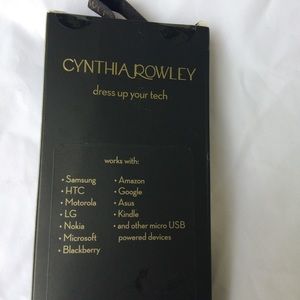 CYNTHIA ROWLEY
dress up your tech
works with:
• Samsung
• HTC
• Motorola
• LG
• Nokia
• Microsoft
• Blackberry
• Amazon
• Google
• Asus
• Kindle
• and other micro USB
powered devices